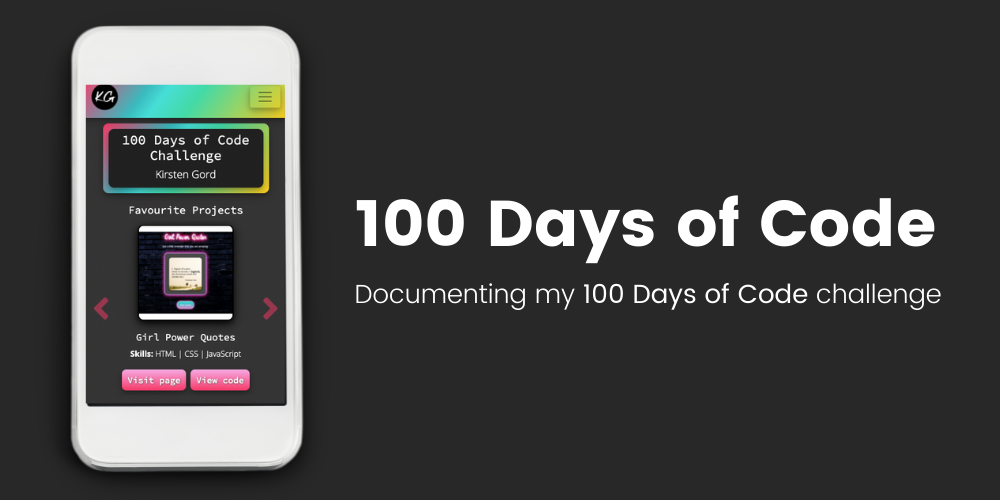 KG
100 Days of Code
Challenge
Kirsten Gord
Favourite Projects
Girl Power Quotes
Girl Power Quotes
Skills: HTML | CSS | JavaScript
Visit page
View code
100 Days of Code
Documenting my 100 Days of Code challenge